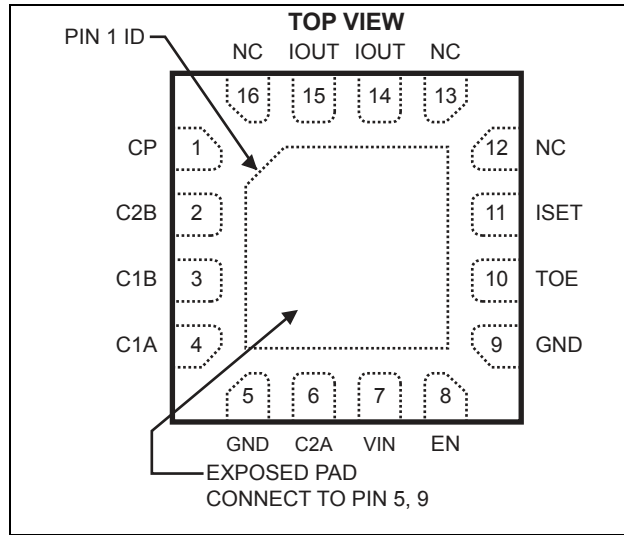 TOP VIEW
PIN 1 ID
NC IOUT IOUT NC
16 15 14 13
CP 1 12 NC
C2B 2 11 ISET
C1B 3 10 TOE
C1A 4 9 GND
5 6 7 8
GND C2A VIN EN
EXPOSED PAD
CONNECT TO PIN 5, 9